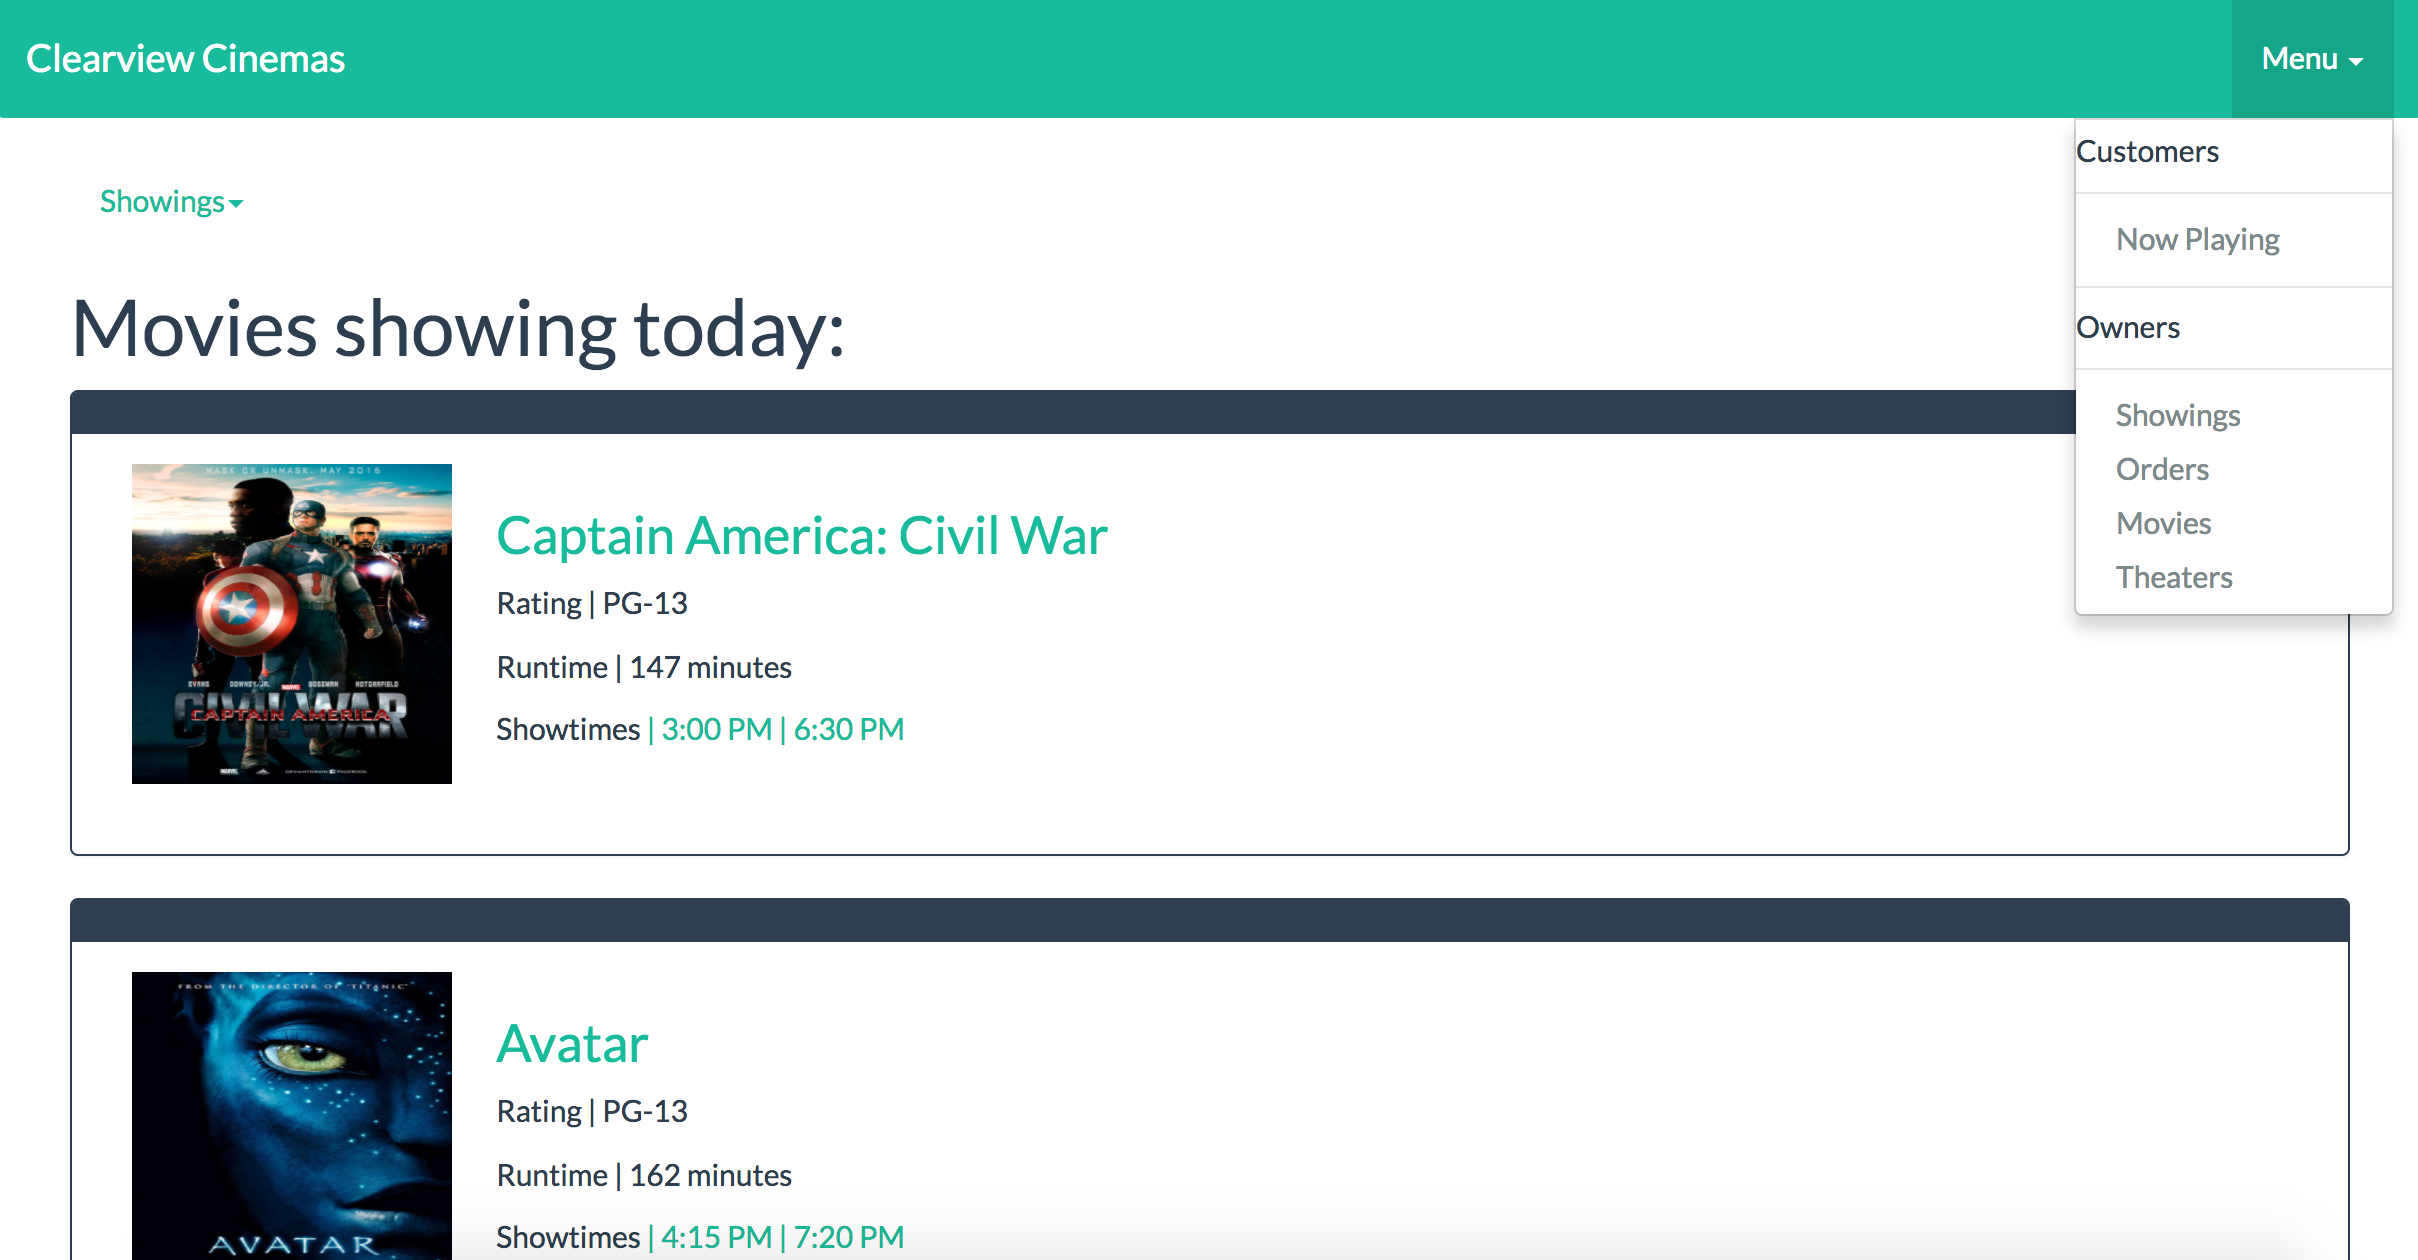 Clearview Cinemas
Menu
Customers
Now Playing
Owners
Showings
Orders
Movies
Theaters
Showings
Movies showing today:
MASK OR UNMASK. MAY 2016
EVANS DOWNEY JR. MARVEL BOSEMAN NOTGARFIELD
CIVIL WAR
CAPTAIN AMERICA
MARVEL
Captain America: Civil War
Rating | PG-13
Runtime | 147 minutes
Showtimes | 3:00 PM | 6:30 PM
FROM THE DIRECTOR OF "TITANIC"
AVATAR
Avatar
Rating | PG-13
Runtime | 162 minutes
Showtimes | 4:15 PM | 7:20 PM